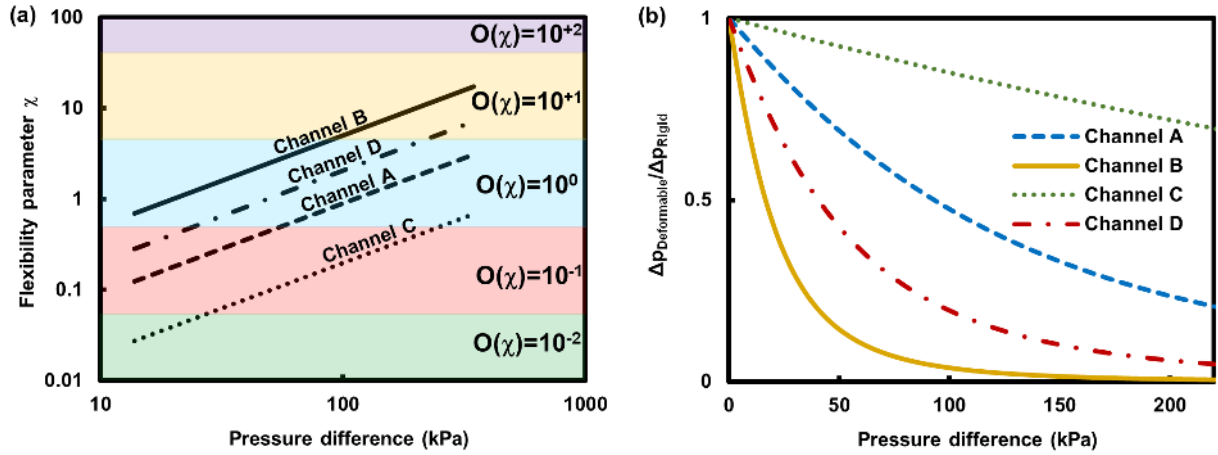 (a)
100
10
1
0.1
0.01
Flexibility parameter χ
O(χ)=10⁺²
O(χ)=10⁺¹
O(χ)=10⁰
O(χ)=10⁻¹
O(χ)=10⁻²
Channel B
Channel D
Channel A
Channel C
10
100
1000
Pressure difference (kPa)
(b)
1
0.5
0
Δp_Deformable/Δp_Rigid
Channel A
Channel B
Channel C
Channel D
0
50
100
150
200
Pressure difference (kPa)